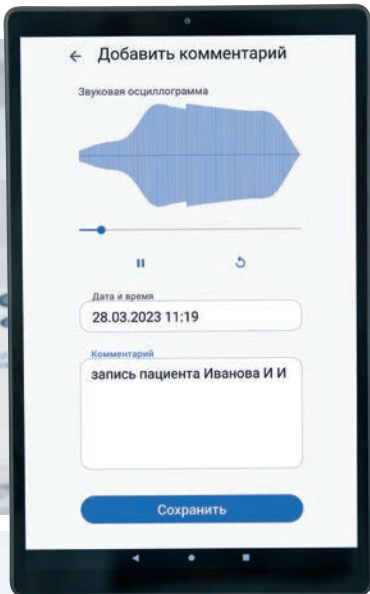 ← Добавить комментарий
Звуковая осциллограмма
Дата и время
28.03.2023 11:19
Комментарий
запись пациента Иванова И И
Сохранить